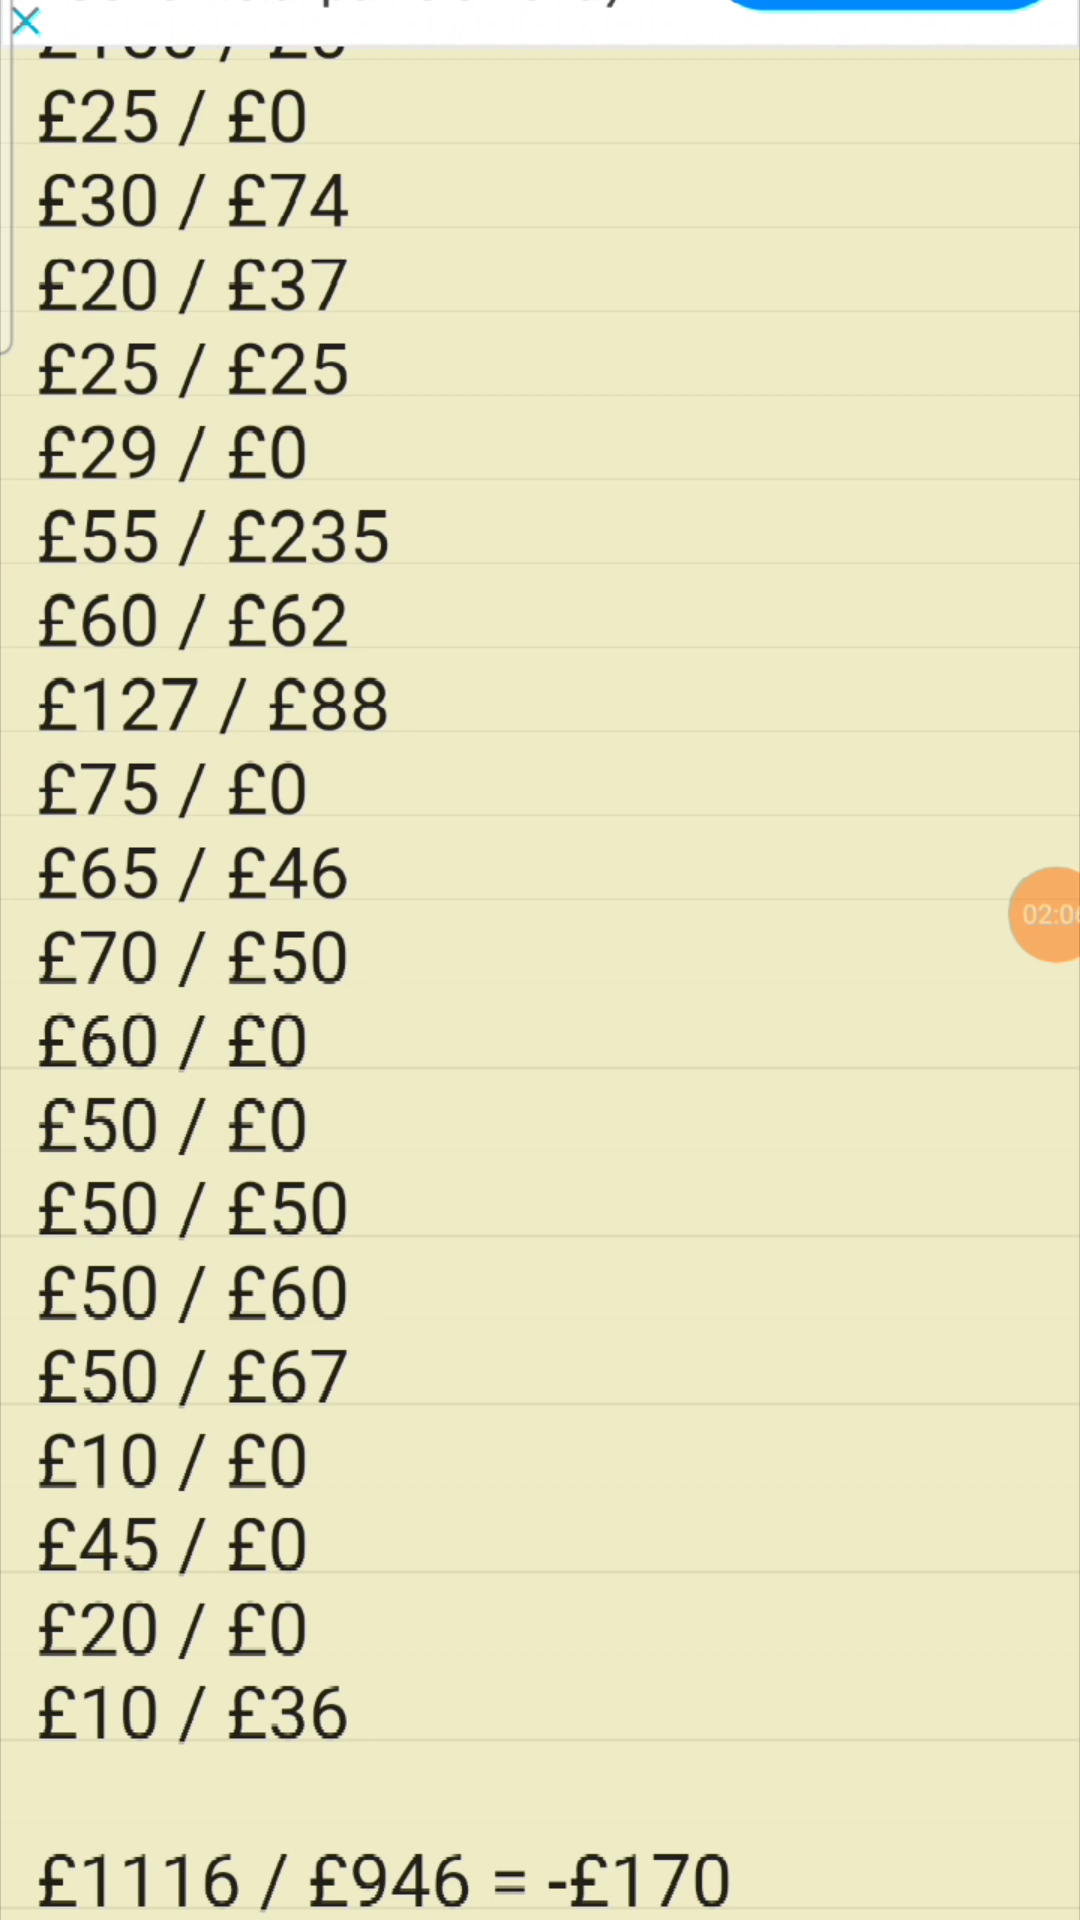 £25 / £0
£30 / £74
£20 / £37
£25 / £25
£29 / £0
£55 / £235
£60 / £62
£127 / £88
£75 / £0
£65 / £46
£70 / £50
£60 / £0
£50 / £0
£50 / £50
£50 / £60
£50 / £67
£10 / £0
£45 / £0
£20 / £0
£10 / £36
£1116 / £946 = -£170